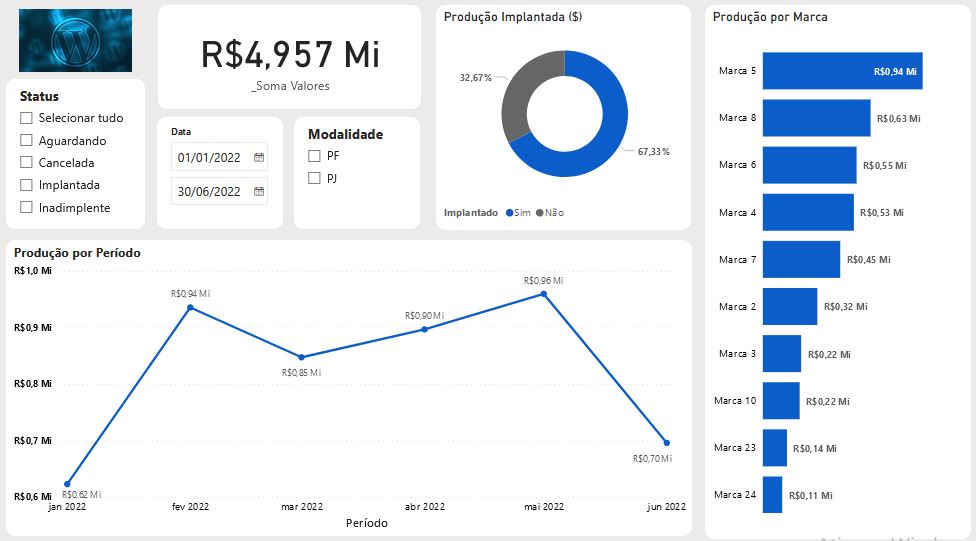 Status
Selecionar tudo
Aguardando
Cancelada
Implantada
Inadimplente
R$4,957 Mi
_Soma Valores
Data
01/01/2022
30/06/2022
Modalidade
PF
PJ
Produção Implantada ($)
32,67%
67,33%
Implantado Sim Não
Produção por Marca
Marca 5 R$0,94 Mi
Marca 8 R$0,63 Mi
Marca 6 R$0,55 Mi
Marca 4 R$0,53 Mi
Marca 7 R$0,45 Mi
Marca 2 R$0,32 Mi
Marca 3 R$0,22 Mi
Marca 10 R$0,22 Mi
Marca 23 R$0,14 Mi
Marca 24 R$0,11 Mi
Produção por Período
R$1,0 Mi
R$0,9 Mi
R$0,8 Mi
R$0,7 Mi
R$0,6 Mi
R$0,62 Mi
R$0,94 Mi
R$0,85 Mi
R$0,90 Mi
R$0,96 Mi
R$0,70 Mi
jan 2022 fev 2022 mar 2022 abr 2022 mai 2022 jun 2022
Período